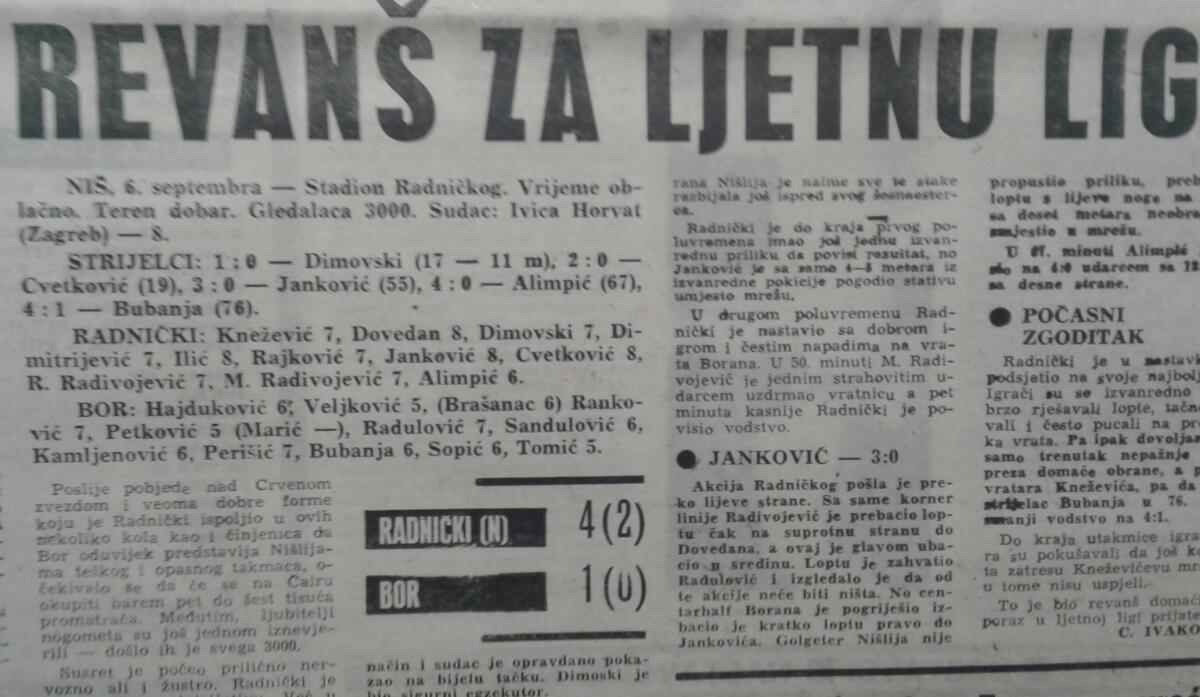 REVANŠ ZA LJETNU LIG
NIŠ, 6. septembra — Stadion Radničkog. Vrijeme ob-
lačno. Teren dobar. Gledalaca 3000. Sudac: Ivica Horvat
(Zagreb) — 8.
STRIJELCI: 1:0 — Dimovski (17 — 11 m), 2:0 —
Cvetković (19), 3:0 — Janković (55), 4:0 — Alimpić (67),
4:1 — Bubanja (76).
RADNIČKI: Knežević 7, Dovedan 8, Dimovski 7, Di-
mitrijević 7, Ilić 8, Rajković 7, Janković 8, Cvetković 8,
R. Radivojević 7, M. Radivojević 7, Alimpić 6.
BOR: Hajduković 6, Veljković 5, (Brašanac 6) Ranko-
vić 7, Petković 5 (Marić —), Radulović 7, Sandulović 6,
Kamljenović 6, Perišić 7, Bubanja 6, Sopić 6, Tomić 5.
Poslije pobjede nad Crvenom
zvezdom i veoma dobre forme
koju je Radnički ispoljio u ovih
nekoliko kola kao i činjenica da
Bor oduvijek predstavlja Nišlija-
ma teškog i opasnog takmaca, o-
čekivalo se da će se na Čairu
okupiti barem pet do šest tisuća
promatrača. Međutim, ljubitelji
nogometa su još jednom iznevje-
rili — došlo ih je svega 3000.
Susret je počeo prilično ner-
vozno ali i žustro. Radnički je
RADNIČKI (N) 4 (2)
BOR 1 (0)
način i sudac je opravdano poka-
zao na bijelu tačku. Dimoski je
bio sigurni egzekutor.
rana Nišlija je naime sve te atake
razbijala još ispred svog šesnaester-
ca.
Radnički je do kraja prvog po-
luvremena imao još jednu izvan-
rednu priliku da povisi rezultat, no
Janković je sa samo 4—5 metara iz
izvanredne pokicije pogodio stativu
umjesto mrežu.
U drugom poluvremenu Rad-
nički je nastavio sa dobrom i-
grom i čestim napadima na vra-
ta Borana. U 50. minuti M. Radi-
vojević je jednim strahovitim u-
darcem uzdrmao vratnicu a pet
minuta kasnije Radnički je po-
visio vodstvo.
● JANKOVIĆ — 3:0
Akcija Radničkog pošla je pre-
ko lijeve strane. Sa same korner
linije Radivojević je prebacio lop-
tu čak na suprotnu stranu do
Dovedana, a ovaj je glavom uba-
cio u sredinu. Loptu je zahvatio
Radulović i izgledalo je da od
te akcije neće biti ništa. No cen-
tarhalf Borana je pogriješio iz-
bacio je kratko loptu pravo do
Jankovića. Golgeter Nišlija nije
propustio priliku, preb
loptu s lijeve noge na
sa deset metara neobra
smjestio u mrežu.
U 67. minuti Alimpić
na 4:0 udarcem sa 18
sa desne strane.
● POČASNI
ZGODITAK
Radnički je u nastavk
podsjetio na svoje najbolj
Igrači su se izvanredno
brzo rješavali lopte, tačn
vali i često pucali na pr
ka vrata. Pa ipak dovoljan
samo trenutak nepažnje
preza domaće obrane, a p
vratara Kneževića, pa da
strijelac Bubanja u 76.
manji vodstvo na 4:1.
Do kraja utakmice igra
ra su pokušavali da još ko
ta zatresu Kneževićevu mr
u tome nisu uspjeli.
To je bio revanš domaći
poraz u ljetnoj ligi prijate
C. IVAKO